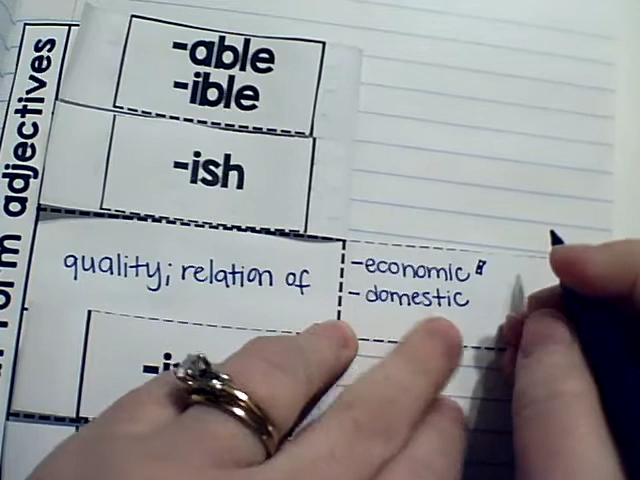 -able
-ible
-ish
quality; relation of
-economic
- domestic
adjectives